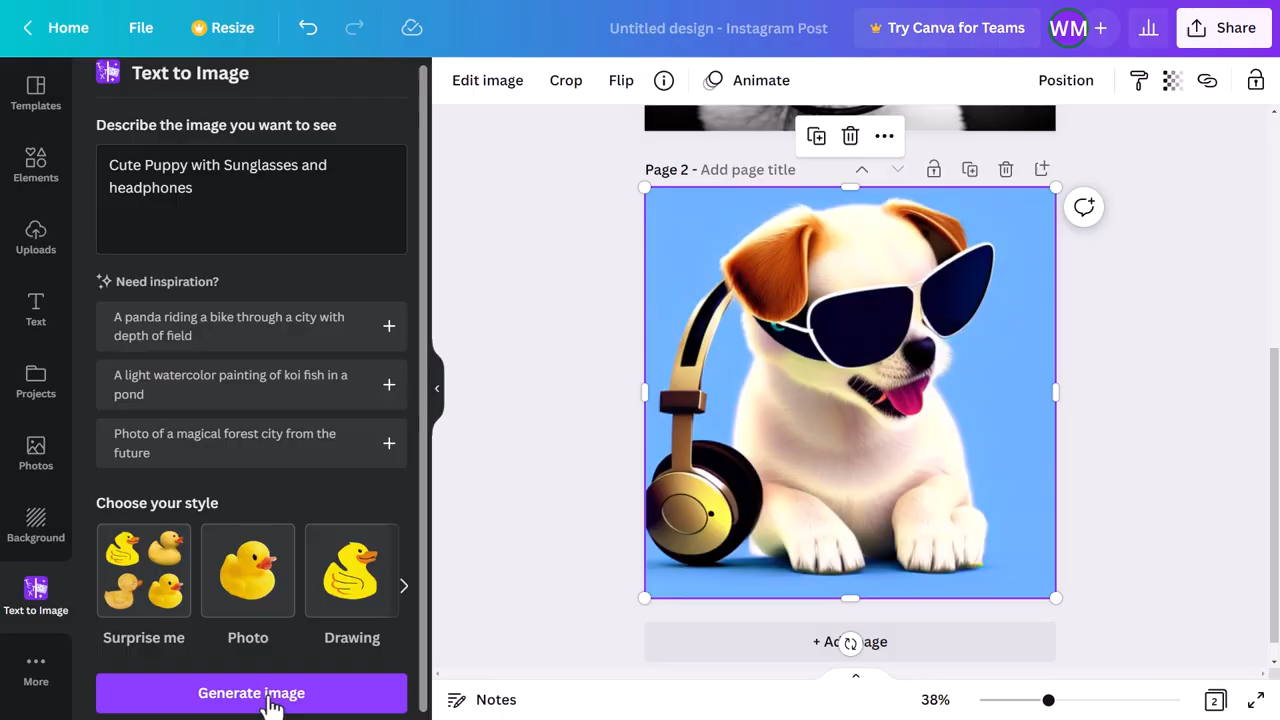 Home
File
Resize
Untitled design - Instagram Post
Try Canva for Teams
WM
Share
Templates
Elements
Uploads
Text
Projects
Photos
Background
Text to Image
More
Text to Image
Describe the image you want to see
Cute Puppy with Sunglasses and
headphones
Need inspiration?
A panda riding a bike through a city with
depth of field
A light watercolor painting of koi fish in a
pond
Photo of a magical forest city from the
future
Choose your style
Surprise me
Photo
Drawing
Generate image
Edit image
Crop
Flip
Animate
Position
Page 2 - Add page title
+ Add page
Notes
38%
2